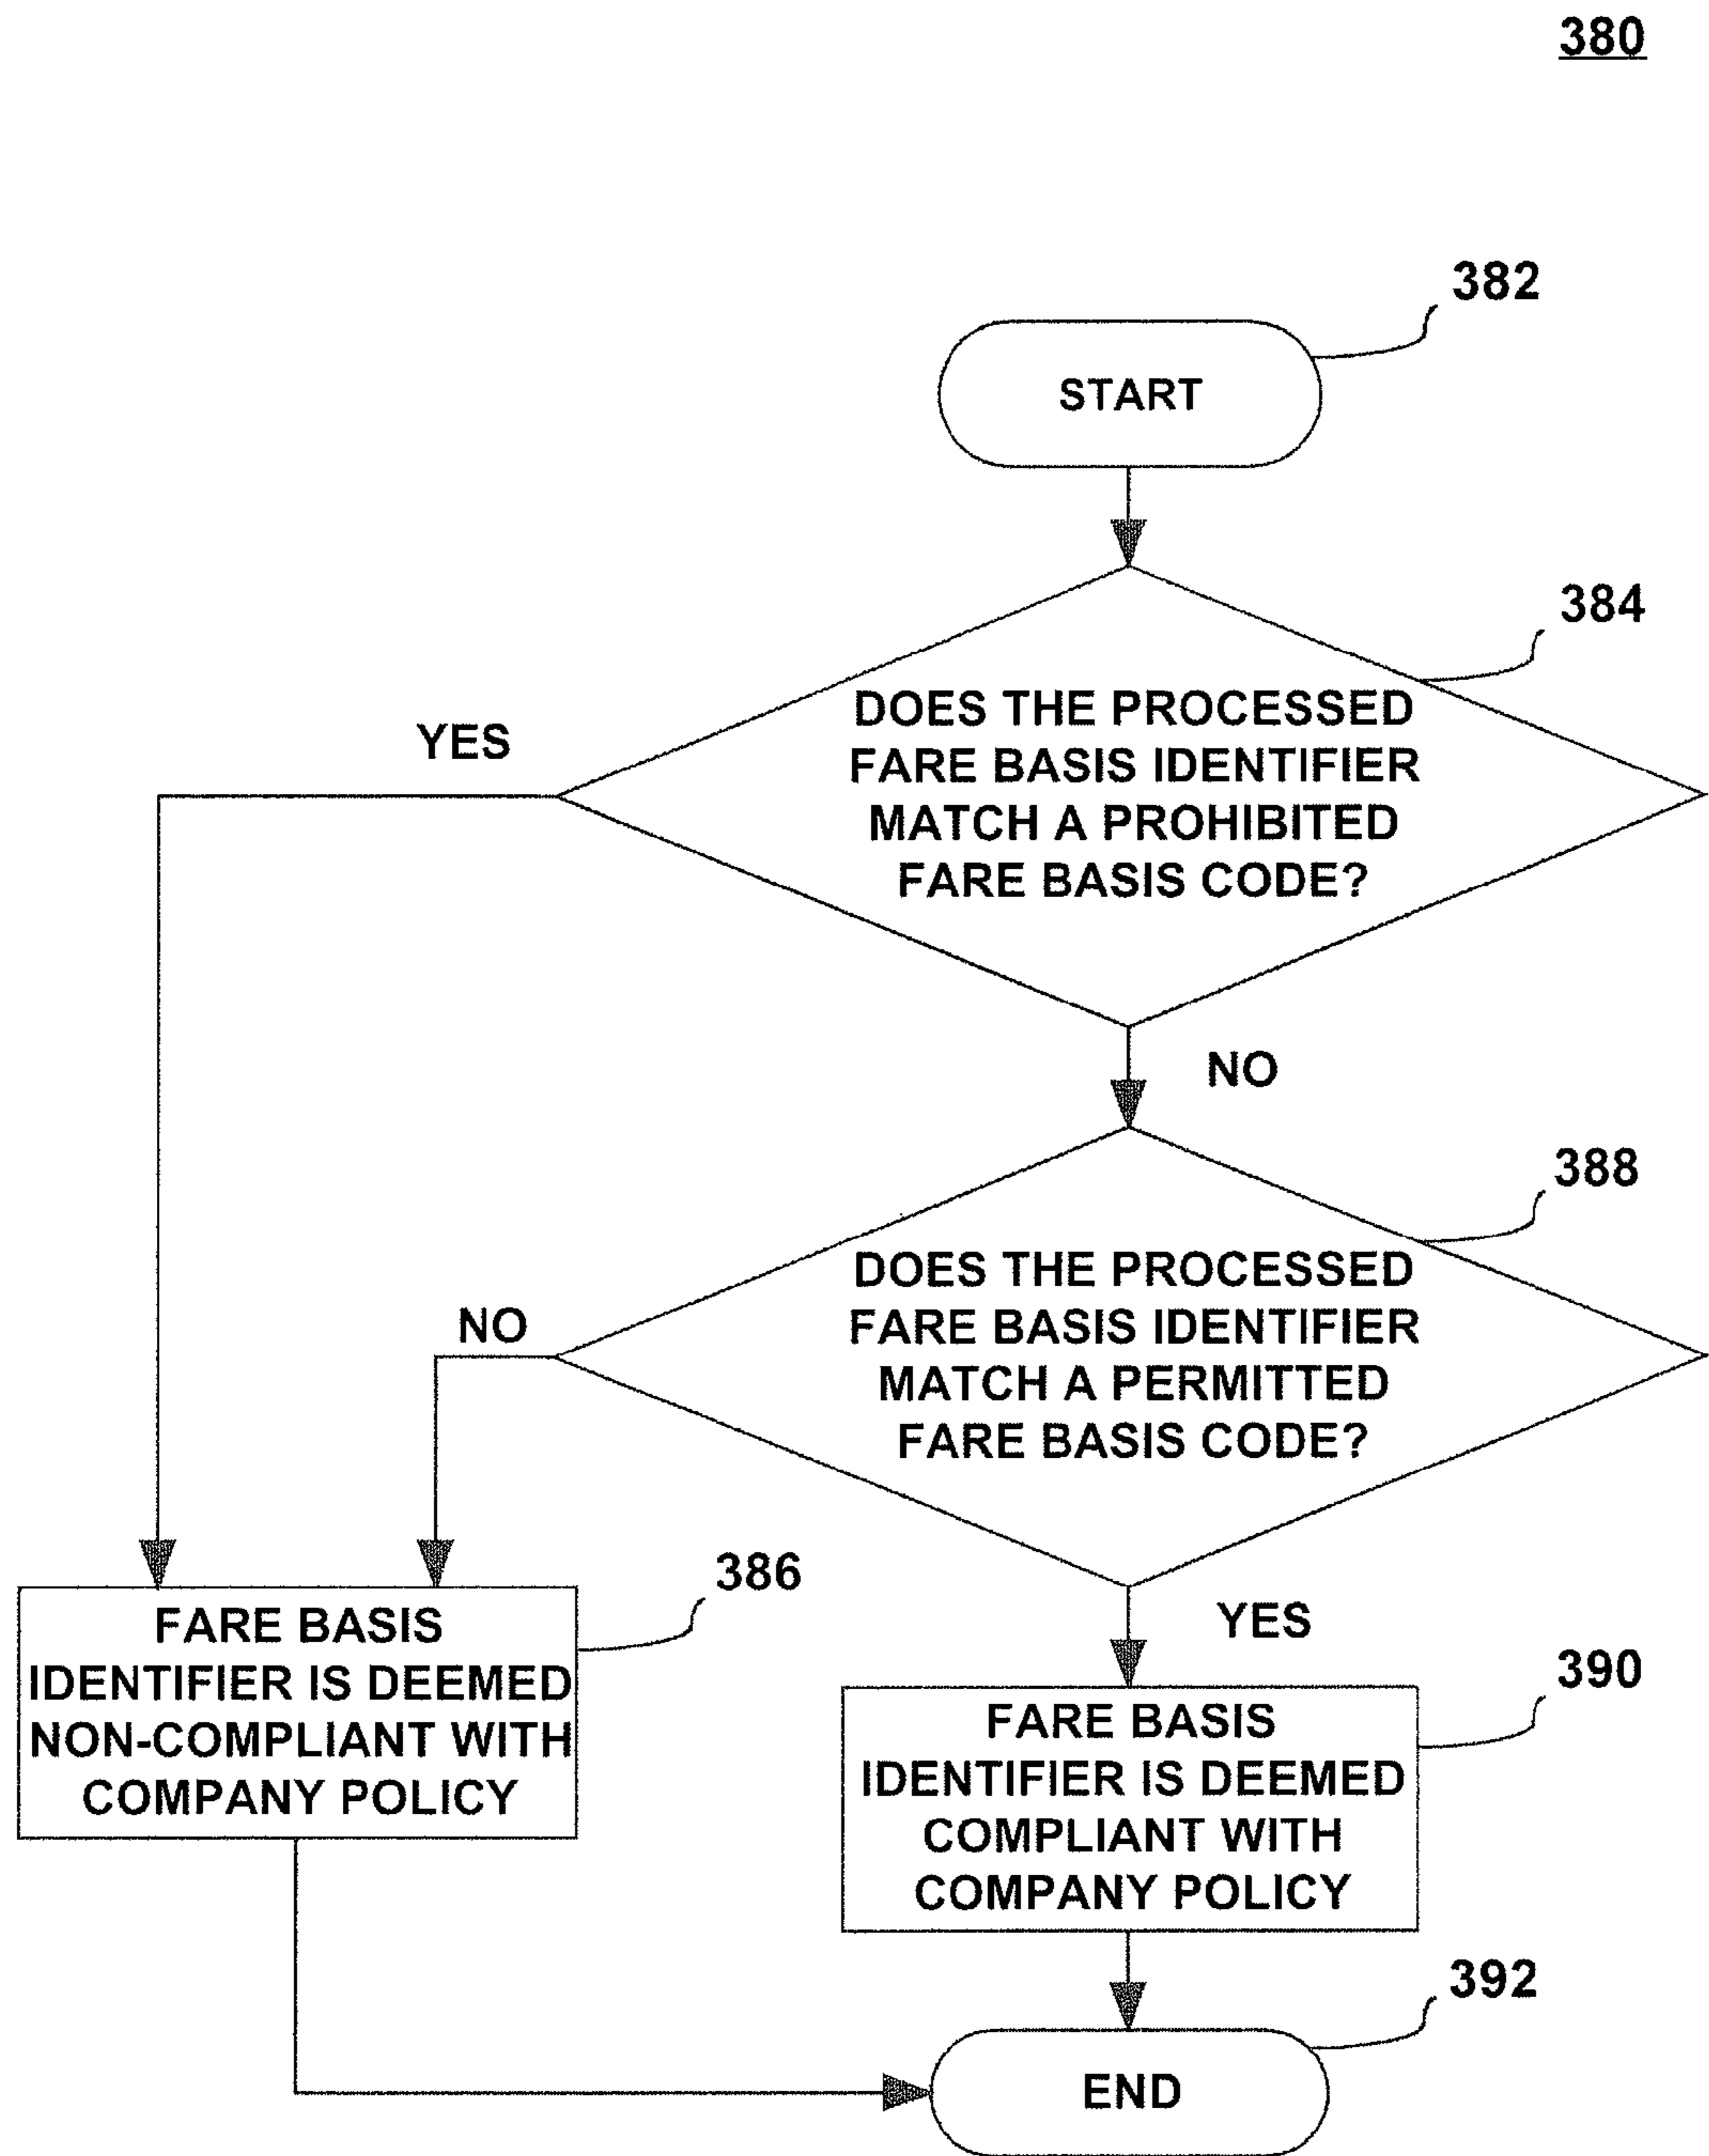 380
382
START
384
DOES THE PROCESSED
FARE BASIS IDENTIFIER
MATCH A PROHIBITED
FARE BASIS CODE?
YES
NO
388
DOES THE PROCESSED
FARE BASIS IDENTIFIER
MATCH A PERMITTED
FARE BASIS CODE?
NO
YES
386
FARE BASIS
IDENTIFIER IS DEEMED
NON-COMPLIANT WITH
COMPANY POLICY
390
FARE BASIS
IDENTIFIER IS DEEMED
COMPLIANT WITH
COMPANY POLICY
392
END